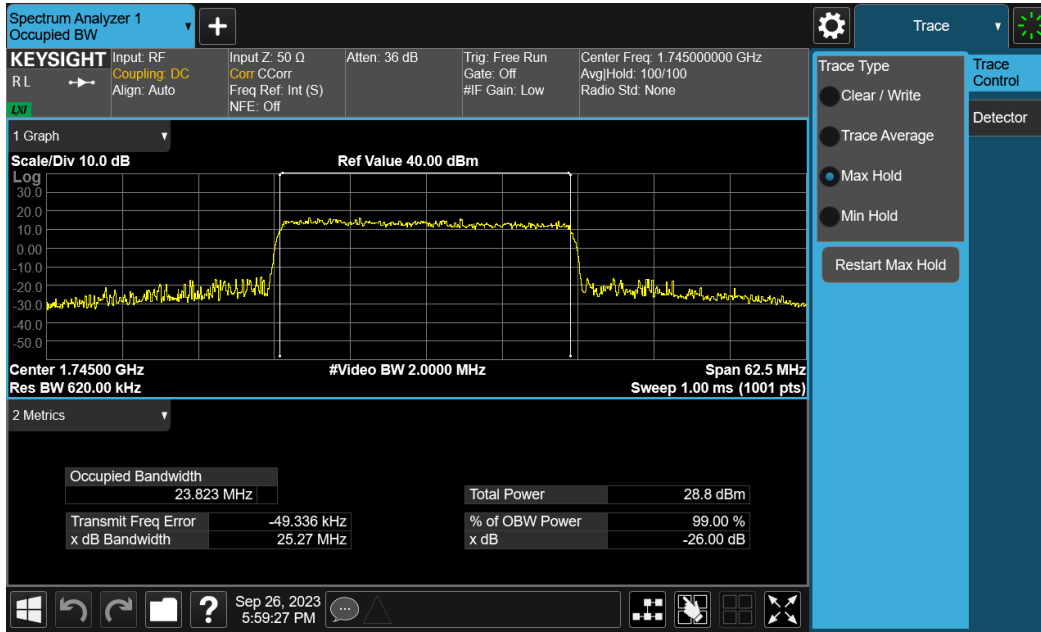 Spectrum Analyzer 1
Occupied BW
+
Trace
KEYSIGHT
R L
LXI
Input: RF
Coupling: DC
Align: Auto
Input Z: 50 Ω
Corr CCorr
Freq Ref: Int (S)
NFE: Off
Atten: 36 dB
Trig: Free Run
Gate: Off
#IF Gain: Low
Center Freq: 1.745000000 GHz
Avg|Hold: 100/100
Radio Std: None
Trace Type
Clear / Write
Trace Average
Max Hold
Min Hold
Restart Max Hold
Trace
Control
Detector
1 Graph
Scale/Div 10.0 dB
Ref Value 40.00 dBm
Log
30.0
20.0
10.0
0.00
-10.0
-20.0
-30.0
-40.0
-50.0
Center 1.74500 GHz
#Video BW 2.0000 MHz
Span 62.5 MHz
Res BW 620.00 kHz
Sweep 1.00 ms (1001 pts)
2 Metrics
Occupied Bandwidth
23.823 MHz
Total Power 28.8 dBm
Transmit Freq Error -49.336 kHz
% of OBW Power 99.00 %
x dB Bandwidth 25.27 MHz
x dB -26.00 dB
?
Sep 26, 2023
5:59:27 PM